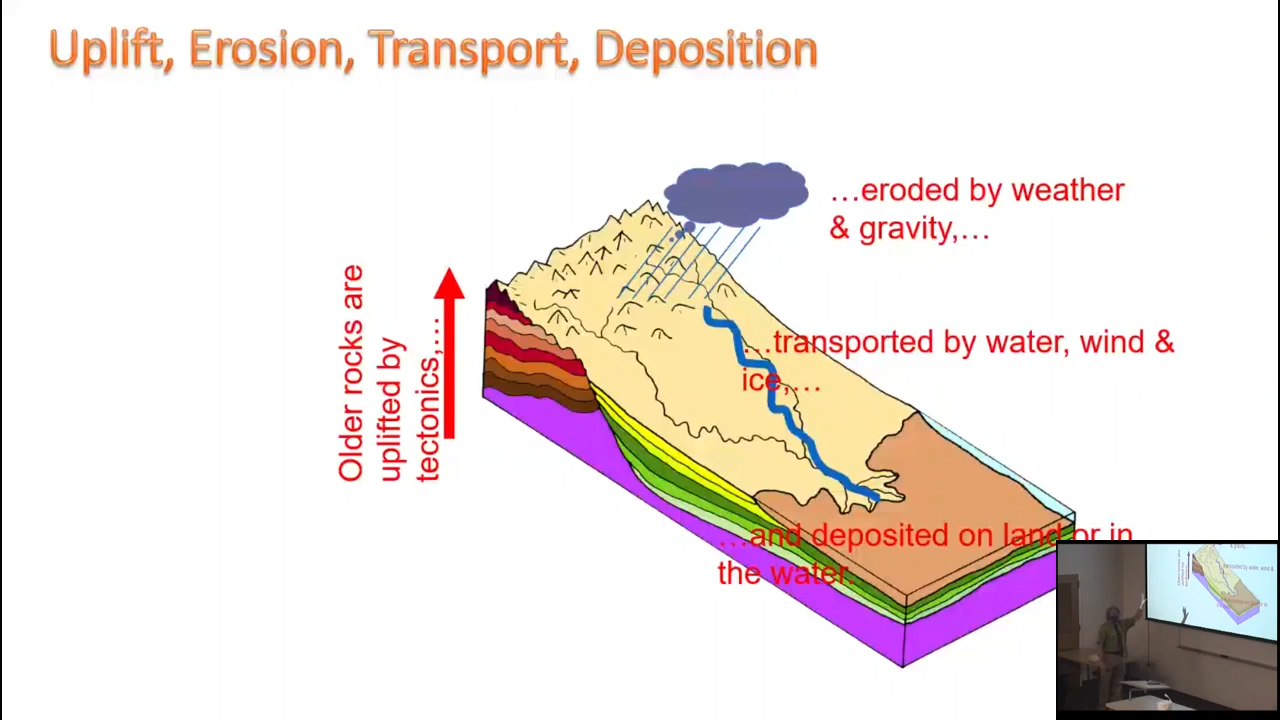 Uplift, Erosion, Transport, Deposition
…eroded by weather
& gravity,…
Older rocks are
uplifted by
tectonics,…
…transported by water, wind &
ice,…
…and deposited on land or in
the water.